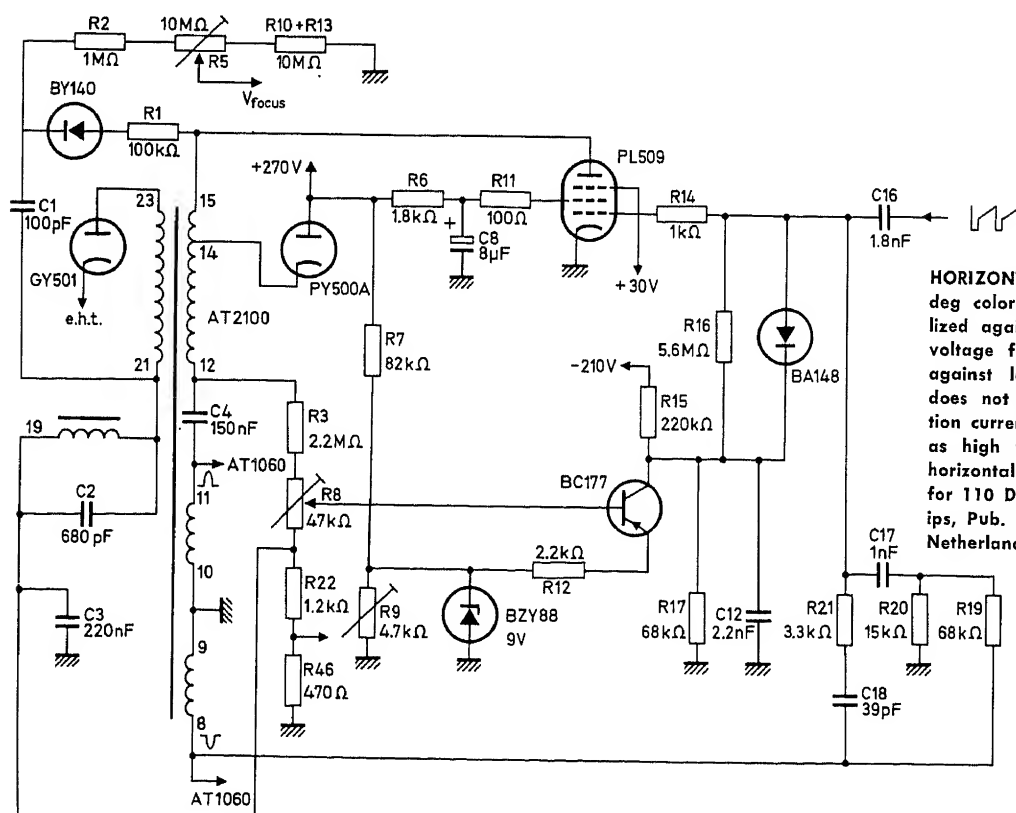 R2
1MΩ
10MΩ
R5
R10+R13
10MΩ
Vfocus
BY140
R1
100kΩ
PL509
+270V
C1
100pF
23
15
R6
1.8kΩ
R11
100Ω
R14
1kΩ
C16
1.8nF
+
C8
8μF
14
GY501
PY500A
+30V
e.h.t.
AT2100
R7
82kΩ
R16
5.6MΩ
BA148
-210V
21
12
R15
220kΩ
C4
150nF
R3
2.2MΩ
19
AT1060
C2
680pF
11
R8
47kΩ
BC177
10
2.2kΩ
R12
C3
220nF
R22
1.2kΩ
R9
4.7kΩ
BZY88
9V
R17
68kΩ
C12
2.2nF
C17
1nF
R21
3.3kΩ
R20
15kΩ
R19
68kΩ
9
R46
470Ω
C18
39pF
8
AT1060
HORIZON
deg color
lized agai
voltage f
against l
does not
tion curre
as high
horizontal
for 110 D
ips, Pub.
Netherland